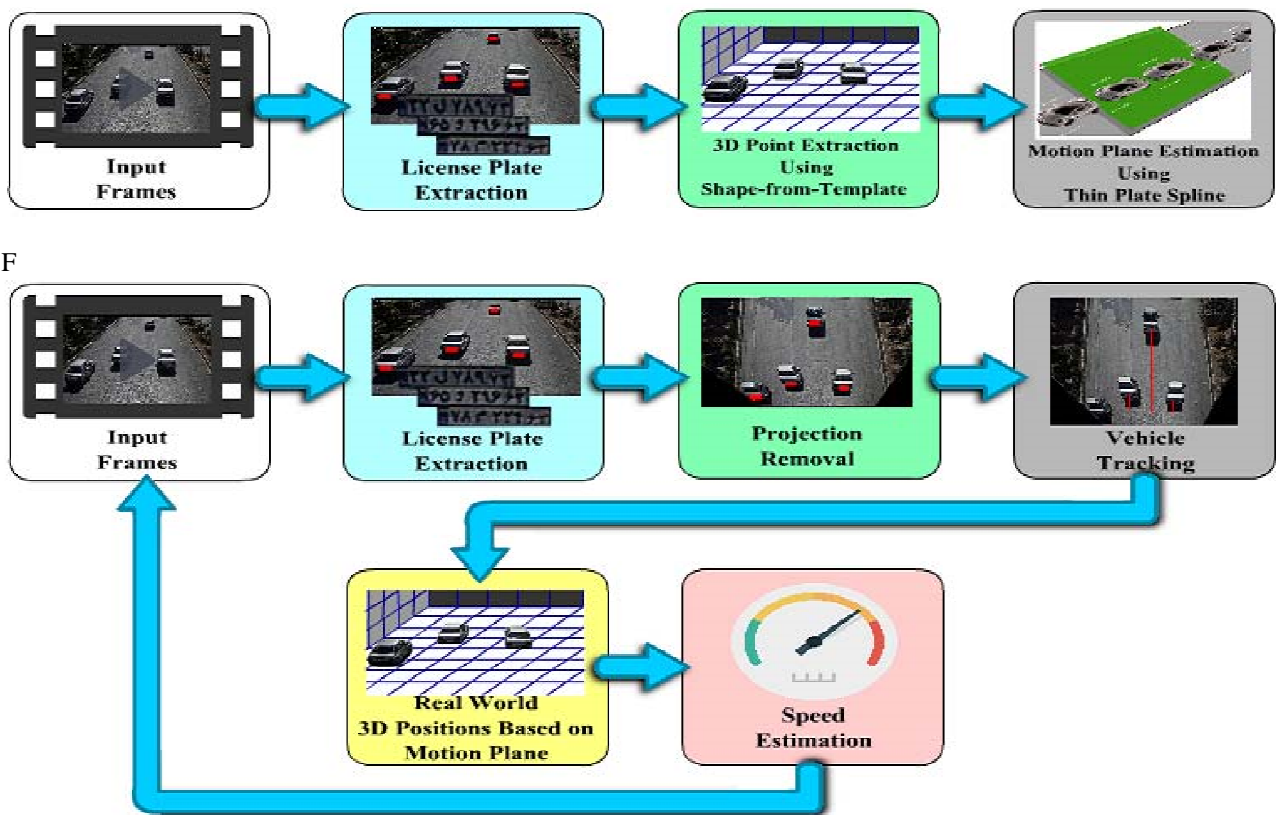 Input
Frames
License Plate
Extraction
3D Point Extraction
Using
Shape-from-Template
Motion Plane Estimation
Using
Thin Plate Spline
F
Input
Frames
License Plate
Extraction
Projection
Removal
Vehicle
Tracking
Real World
3D Positions Based on
Motion Plane
Speed
Estimation